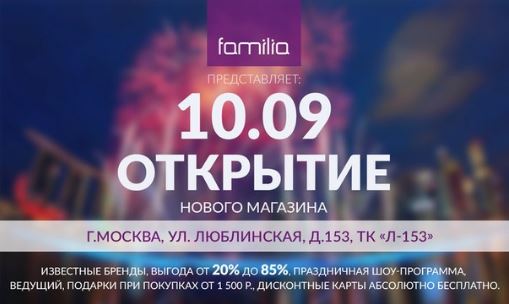 familia
ПРЕДСТАВЛЯЕТ:
10.09
ОТКРЫТИЕ
НОВОГО МАГАЗИНА
Г.МОСКВА, УЛ. ЛЮБЛИНСКАЯ, Д.153, ТК «Л-153»
ИЗВЕСТНЫЕ БРЕНДЫ, ВЫГОДА ОТ 20% ДО 85%, ПРАЗДНИЧНАЯ ШОУ-ПРОГРАММА,
ВЕДУЩИЙ, ПОДАРКИ ПРИ ПОКУПКАХ ОТ 1 500 Р., ДИСКОНТНЫЕ КАРТЫ АБСОЛЮТНО БЕСПЛАТНО.